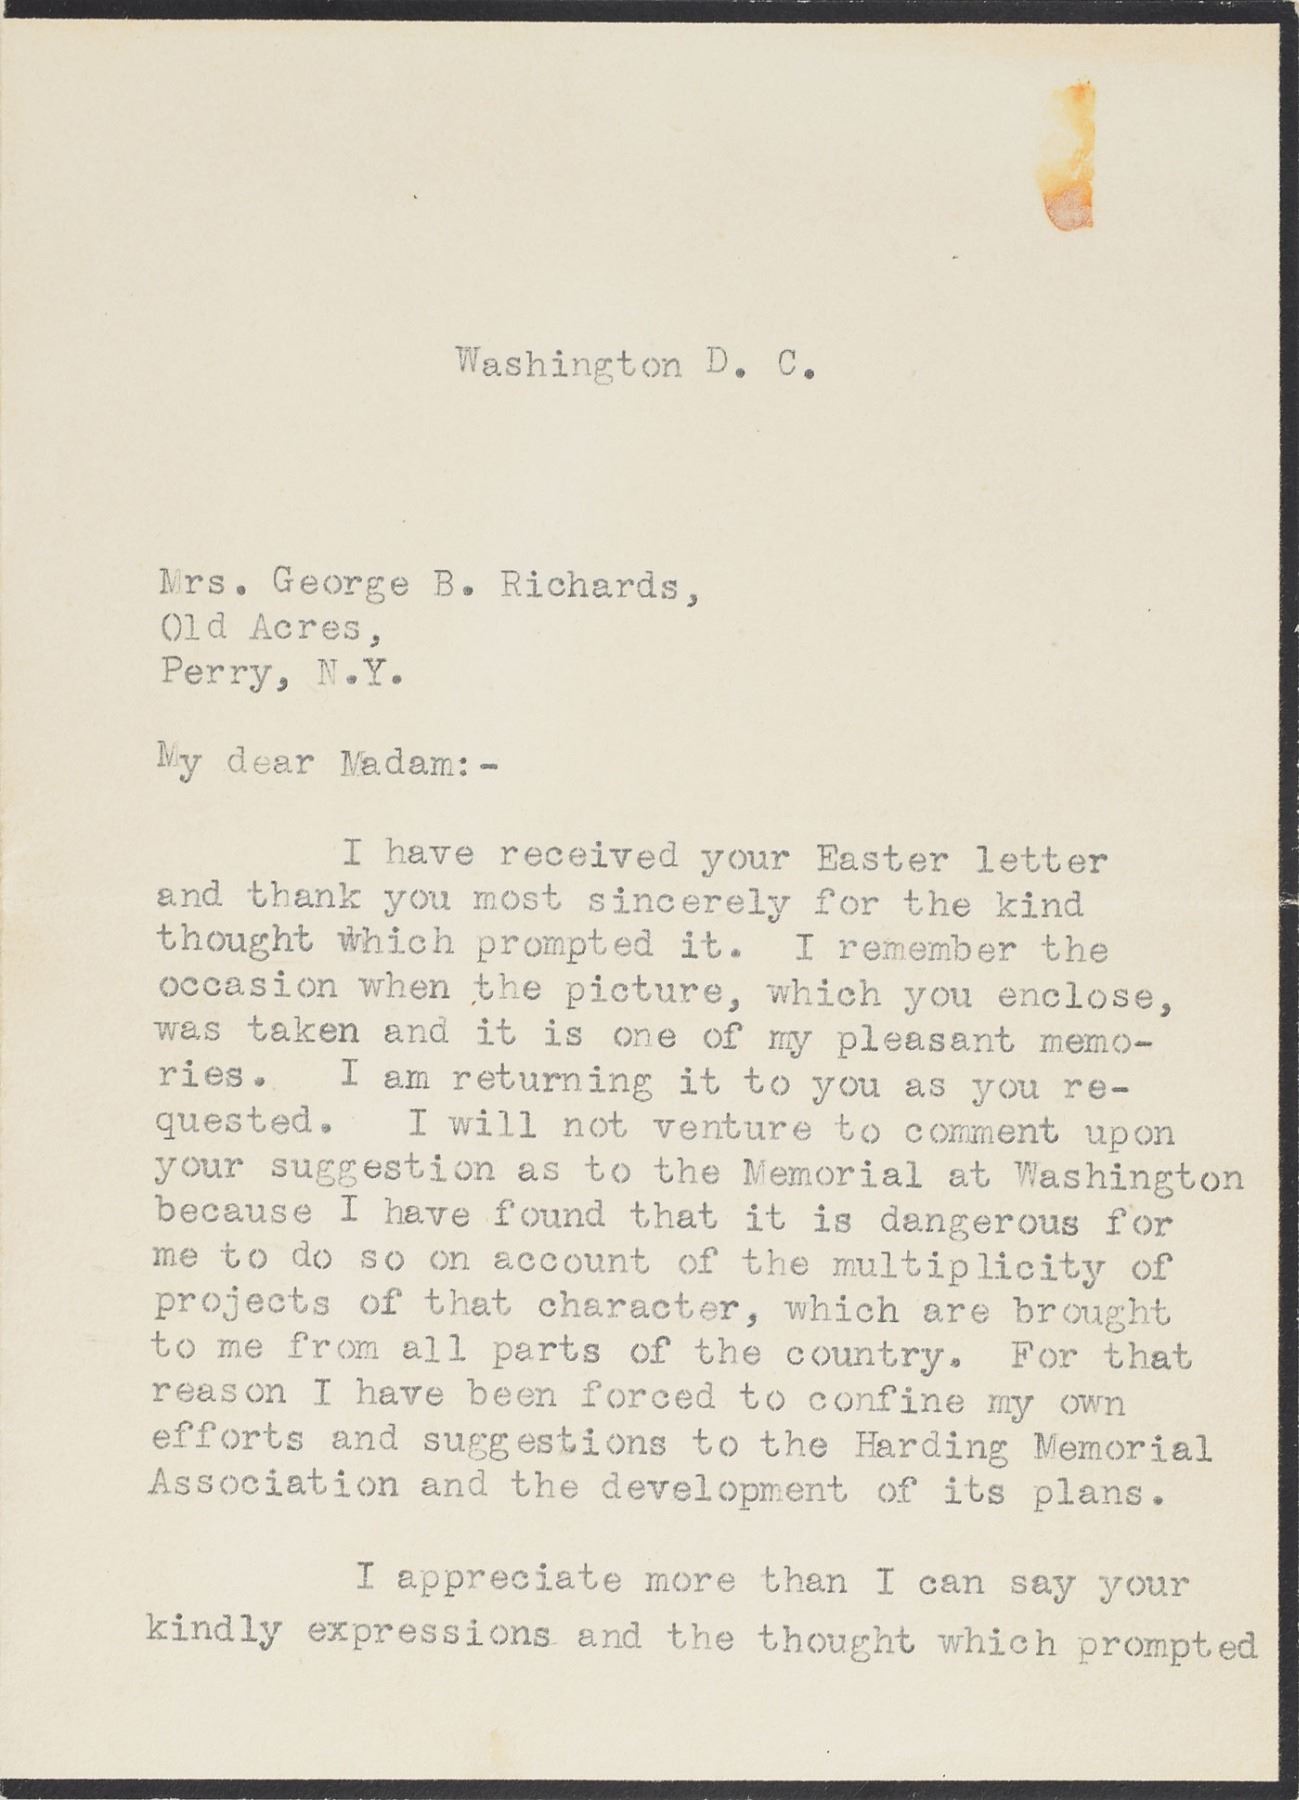 Washington D. C.
Mrs. George B. Richards,
Old Acres,
Perry, N.Y.
My dear Madam:-
I have received your Easter letter
and thank you most sincerely for the kind
thought which prompted it. I remember the
occasion when the picture, which you enclose,
was taken and it is one of my pleasant memo-
ries. I am returning it to you as you re-
quested. I will not venture to comment upon
your suggestion as to the Memorial at Washington
because I have found that it is dangerous for
me to do so on account of the multiplicity of
projects of that character, which are brought
to me from all parts of the country. For that
reason I have been forced to confine my own
efforts and suggestions to the Harding Memorial
Association and the development of its plans.
I appreciate more than I can say your
kindly expressions and the thought which prompted